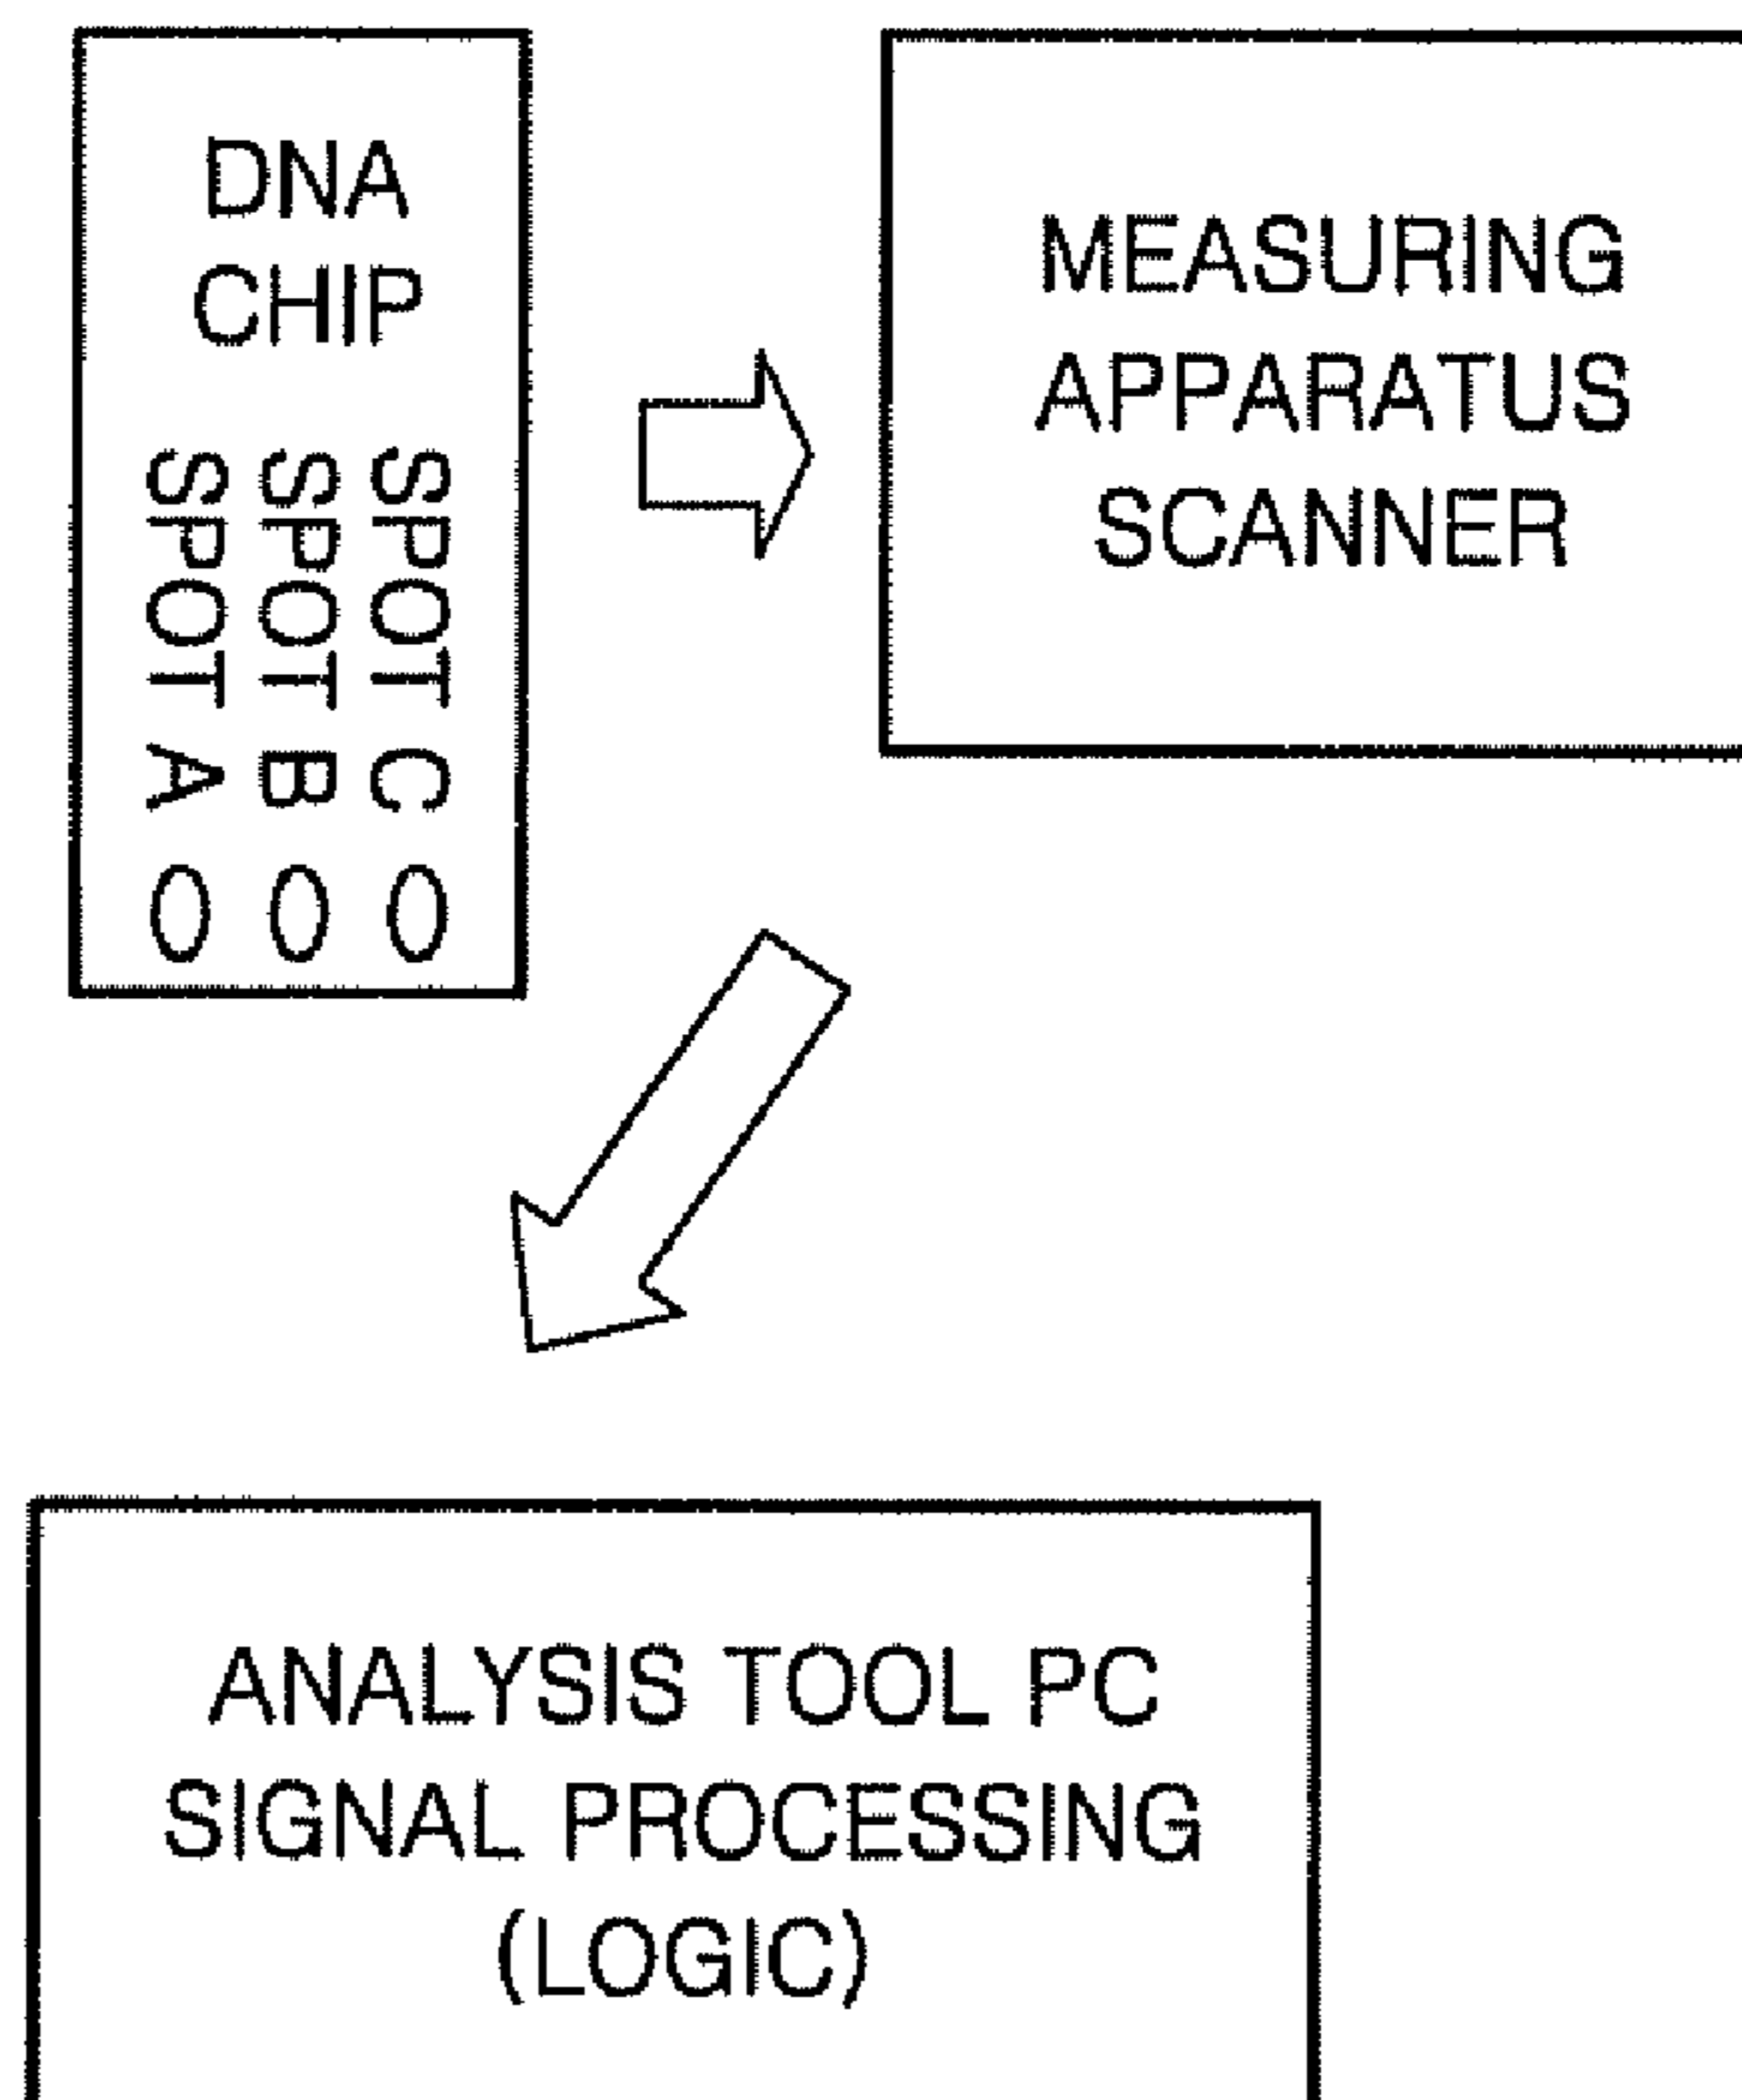 DNA
CHIP
SPOT A
SPOT B
SPOT C
MEASURING
APPARATUS
SCANNER
ANALYSIS TOOL PC
SIGNAL PROCESSING
(LOGIC)